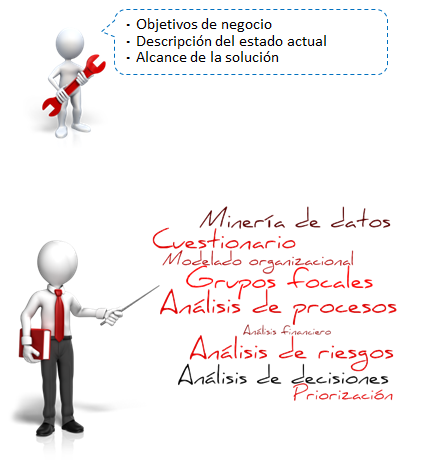 · Objetivos de negocio
· Descripción del estado actual
· Alcance de la solución
Minería de datos
Cuestionario
Modelado organizacional
Grupos focales
Análisis de procesos
Análisis financiero
Análisis de riesgos
Análisis de decisiones
Priorización